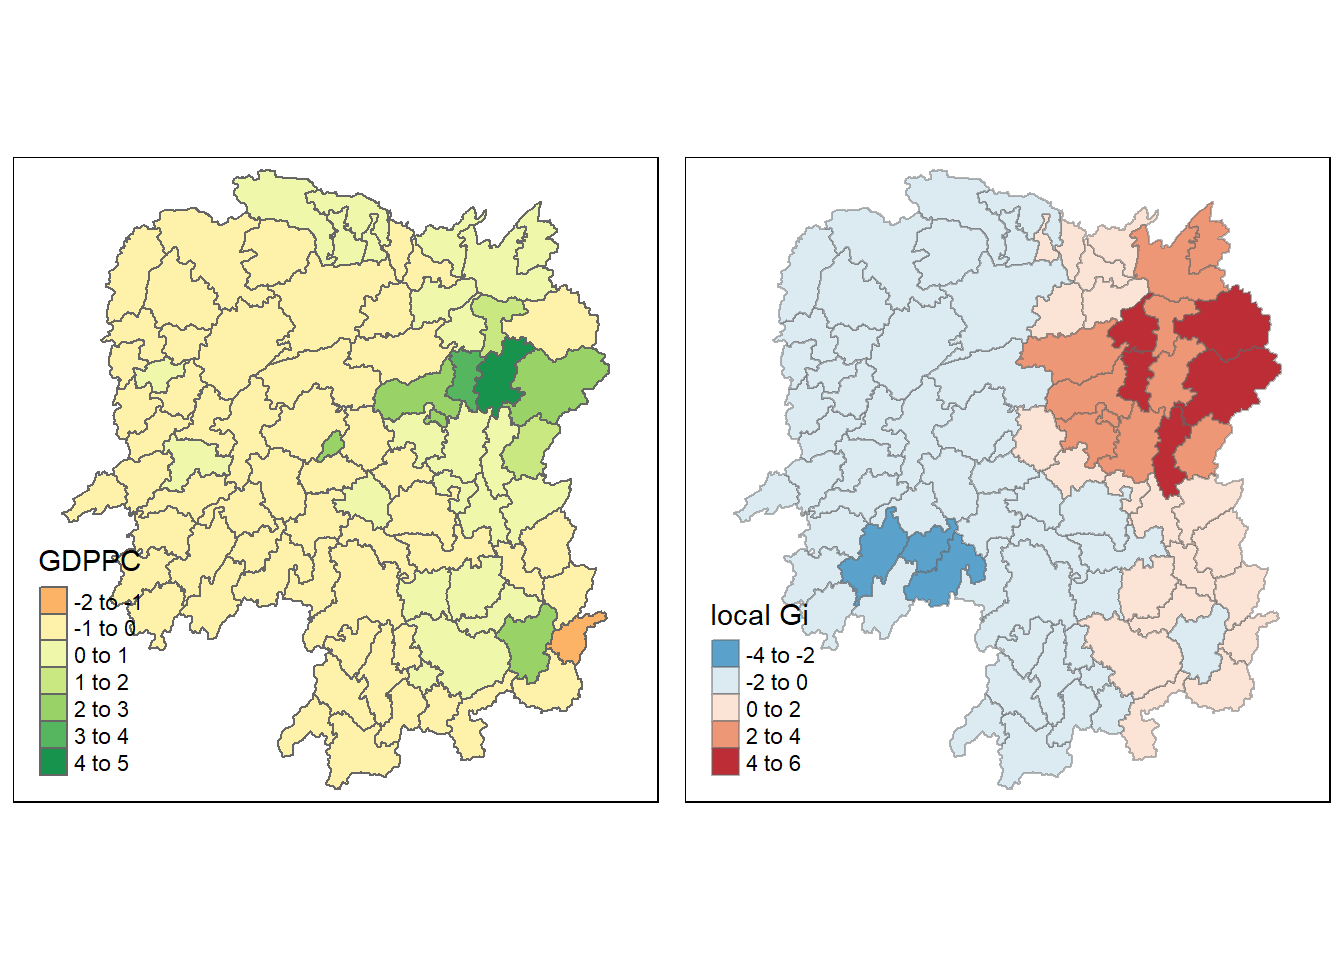 GDPPC
-2 to -1
-1 to 0
0 to 1
1 to 2
2 to 3
3 to 4
4 to 5
local Gi
-4 to -2
-2 to 0
0 to 2
2 to 4
4 to 6